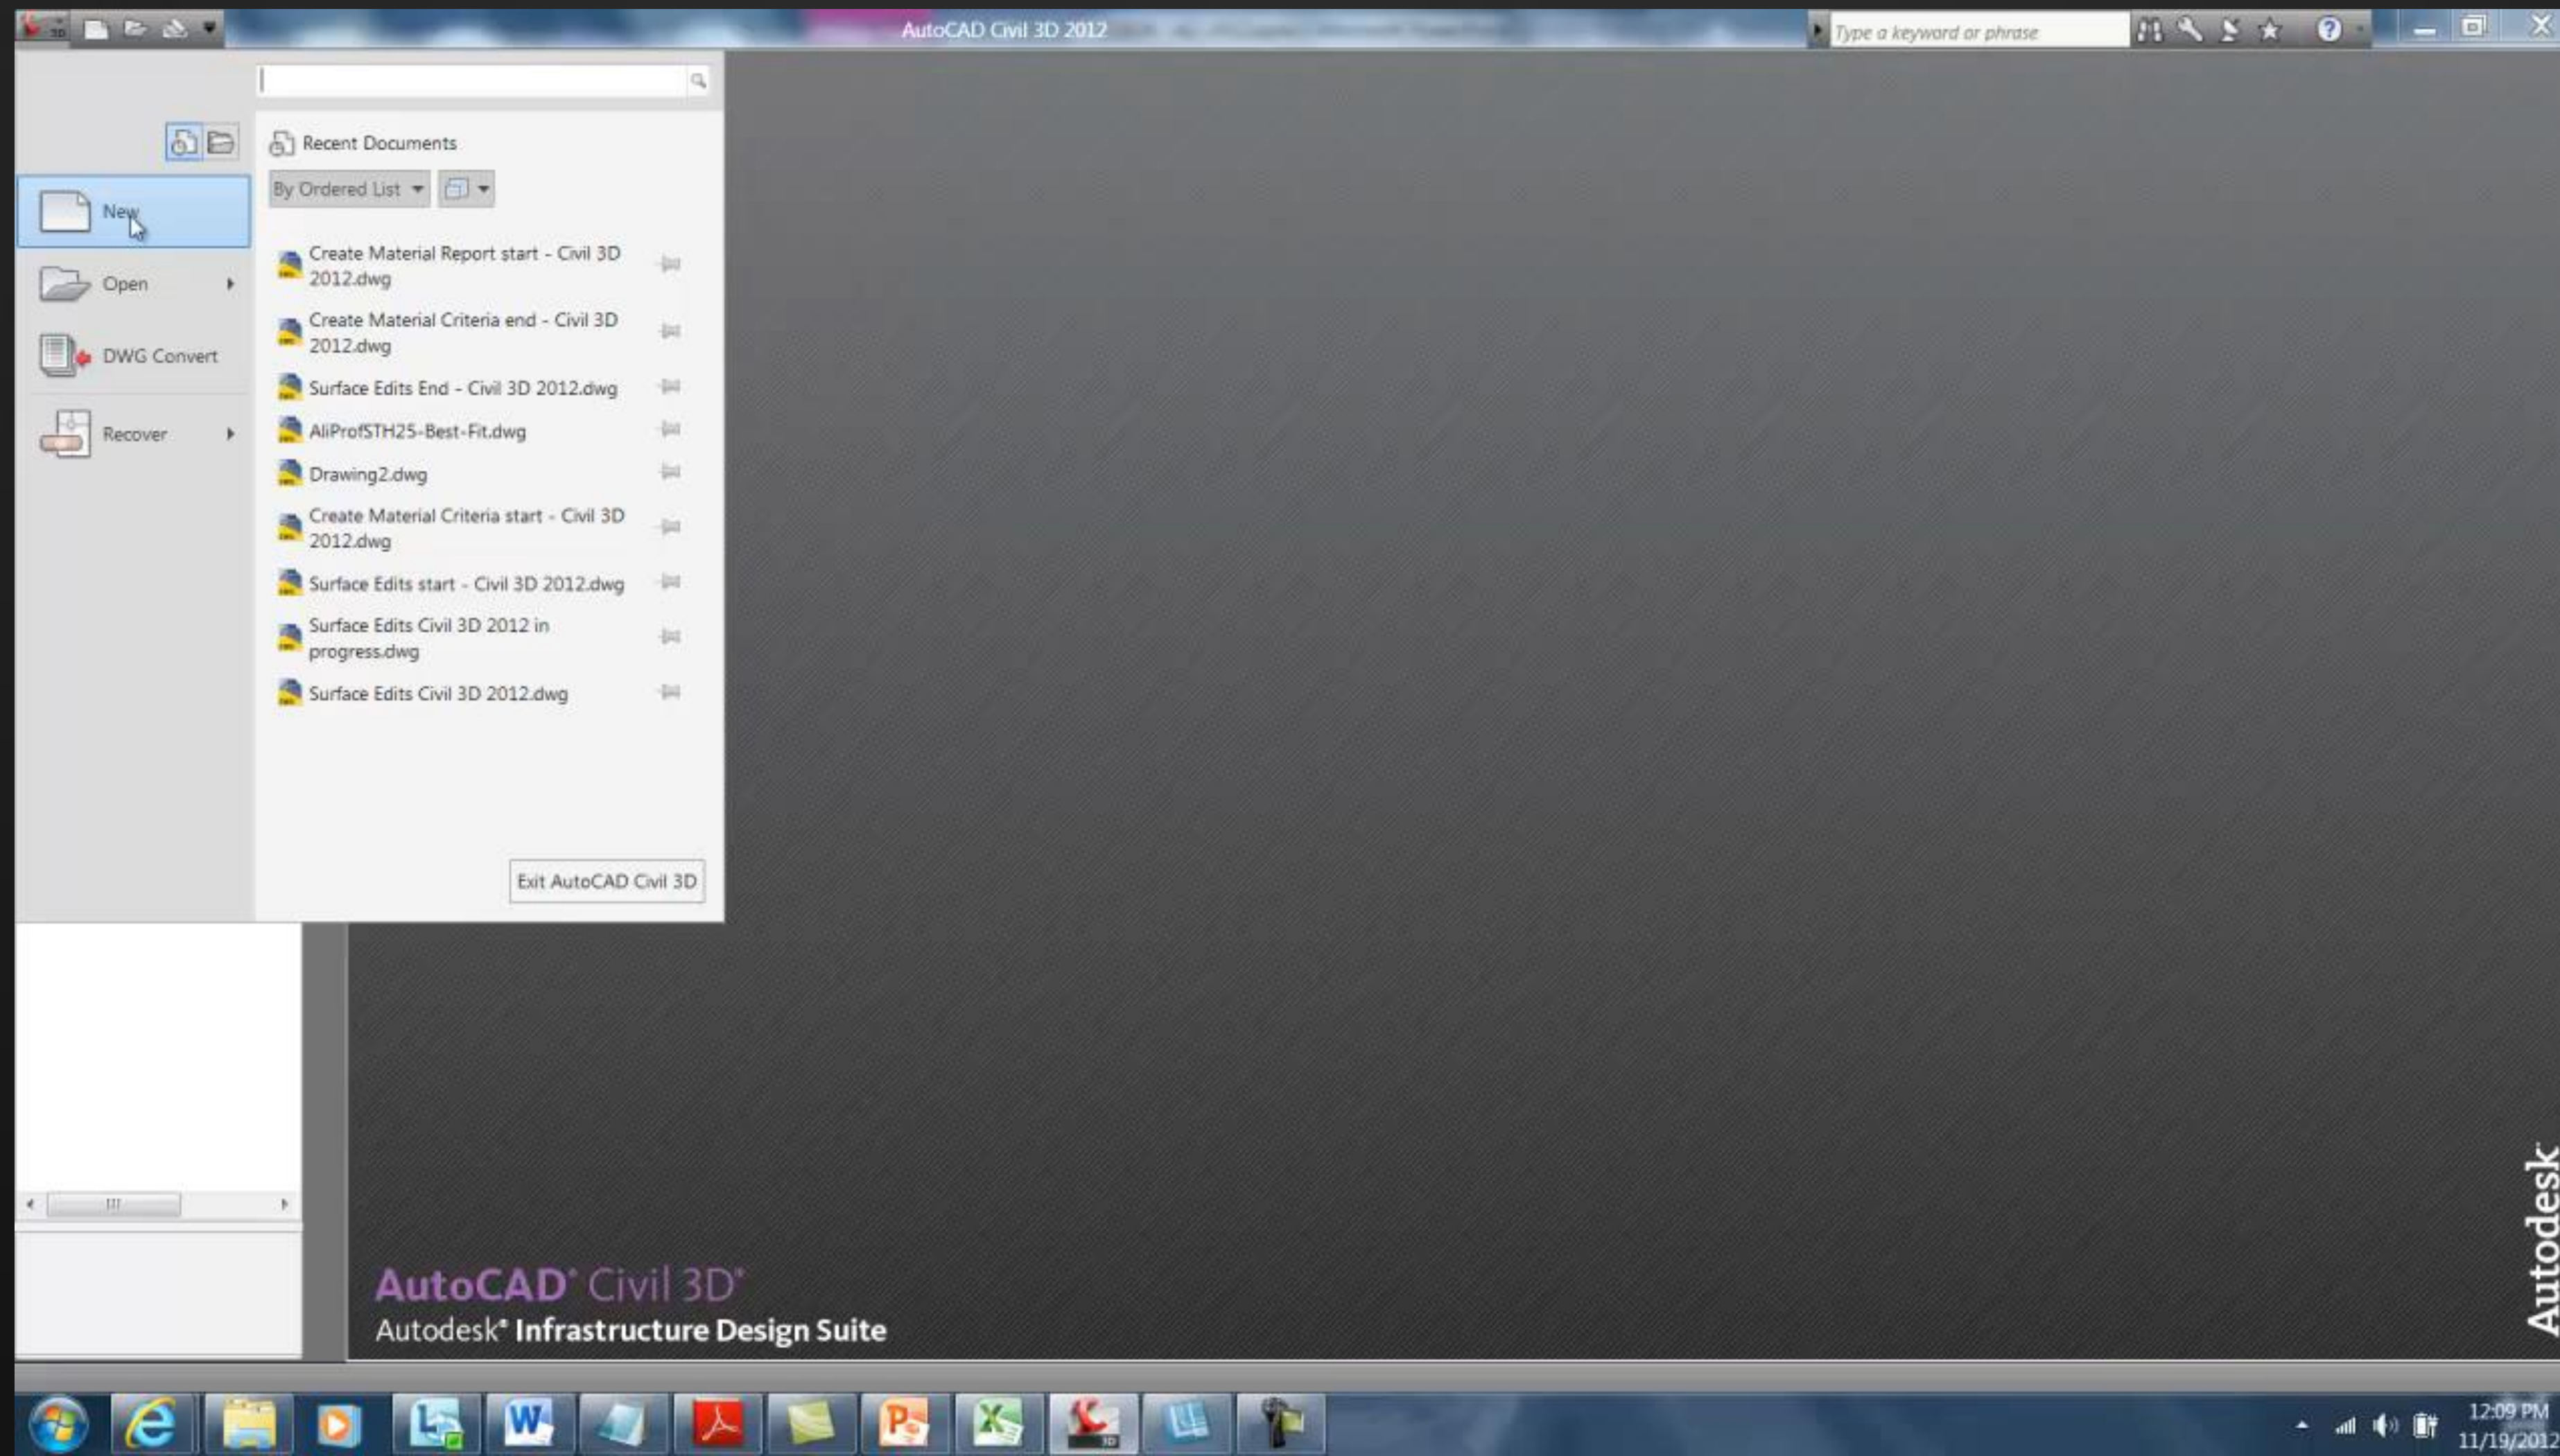 AutoCAD Civil 3D 2012
Type a keyword or phrase
Recent Documents
By Ordered List
New
Open
DWG Convert
Recover
Create Material Report start - Civil 3D
2012.dwg
Create Material Criteria end - Civil 3D
2012.dwg
Surface Edits End - Civil 3D 2012.dwg
AliProfSTH25-Best-Fit.dwg
Drawing2.dwg
Create Material Criteria start - Civil 3D
2012.dwg
Surface Edits start - Civil 3D 2012.dwg
Surface Edits Civil 3D 2012 in
progress.dwg
Surface Edits Civil 3D 2012.dwg
Exit AutoCAD Civil 3D
AutoCAD® Civil 3D®
Autodesk® Infrastructure Design Suite
Autodesk
12:09 PM
11/19/2012